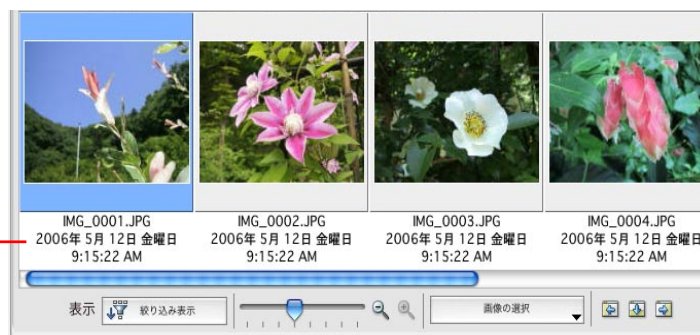 IMG_0001.JPG
2006年 5月 12日 金曜日
9:15:22 AM
IMG_0002.JPG
2006年 5月 12日 金曜日
9:15:22 AM
IMG_0003.JPG
2006年 5月 12日 金曜日
9:15:22 AM
IMG_0004.JPG
2006年 5月 12日 金曜日
9:15:22 AM
表示 絞り込み表示
画像の選択